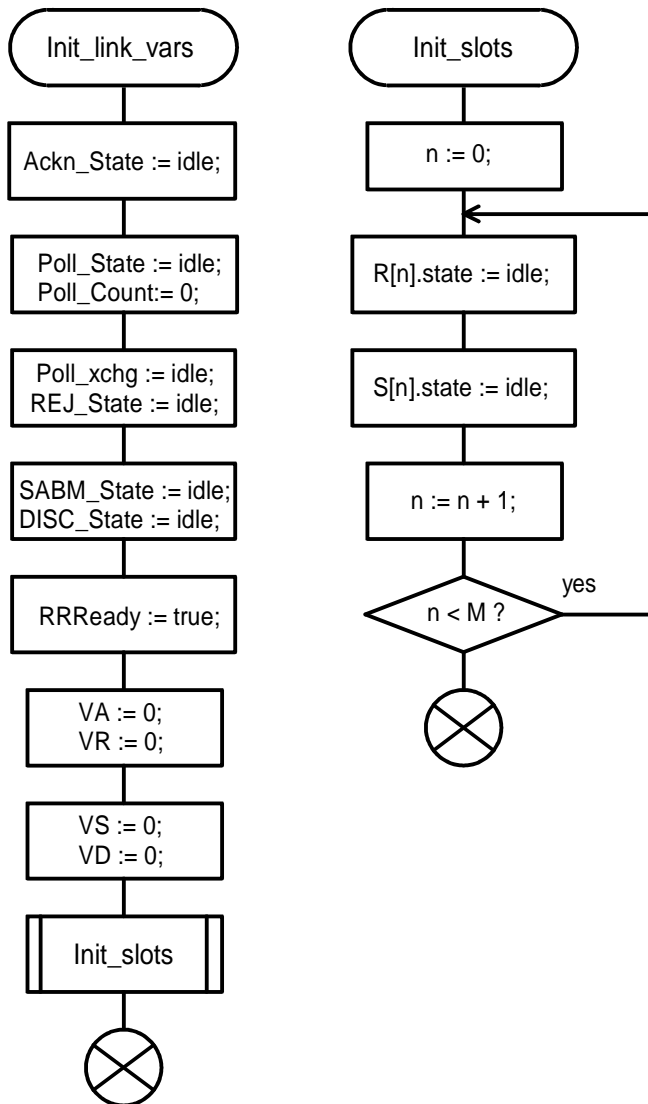 Init_link_vars
Ackn_State := idle;
Poll_State := idle;
Poll_Count:= 0;
Poll_xchg := idle;
REJ_State := idle;
SABM_State := idle;
DISC_State := idle;
RRReady := true;
VA := 0;
VR := 0;
VS := 0;
VD := 0;
Init_slots
Init_slots
n := 0;
R[n].state := idle;
S[n].state := idle;
n := n + 1;
n < M ?
yes